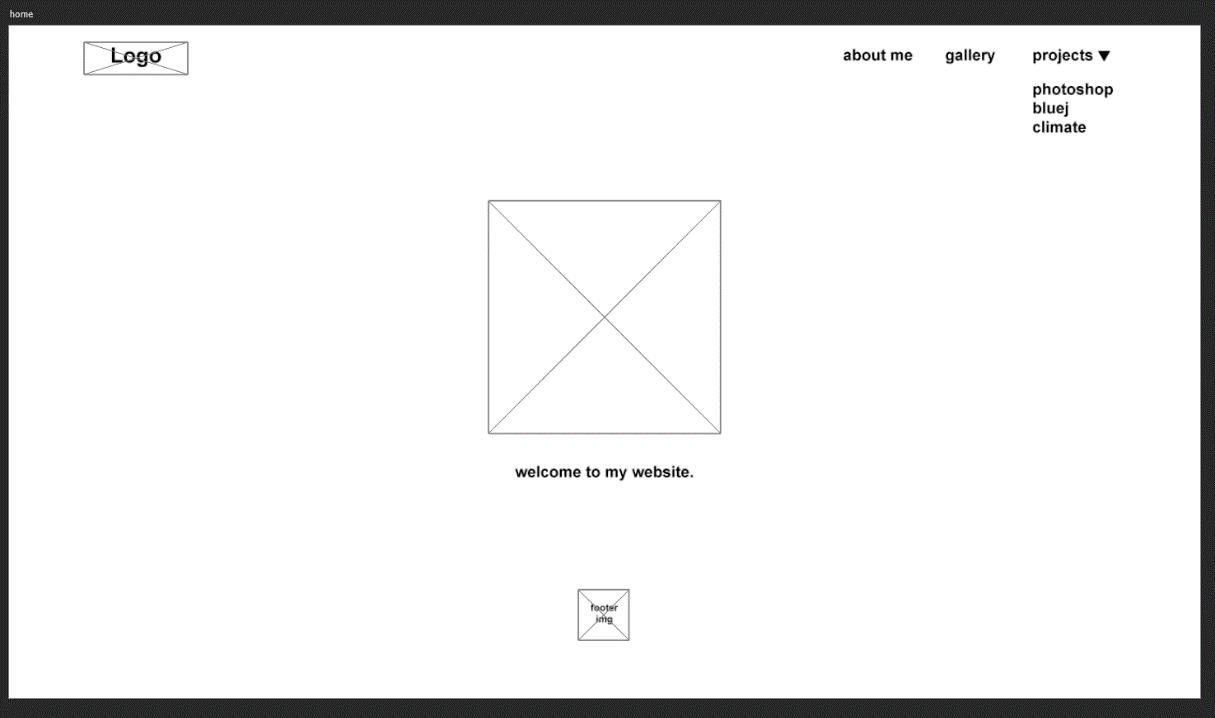 home
Logo
about me gallery projects ▼
photoshop
bluej
climate
welcome to my website.
footer
img